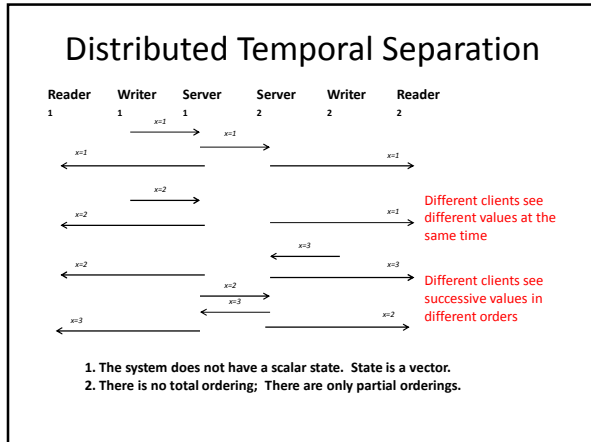 Distributed Temporal Separation
Reader Writer Server Server Writer Reader
1 1 1 2 2 2
x=1
x=1
x=1 x=1
x=2
x=2 x=1
Different clients see
different values at the
same time
x=3
x=2 x=3
Different clients see
successive values in
different orders
x=2
x=3
x=3 x=2
1. The system does not have a scalar state. State is a vector.
2. There is no total ordering; There are only partial orderings.